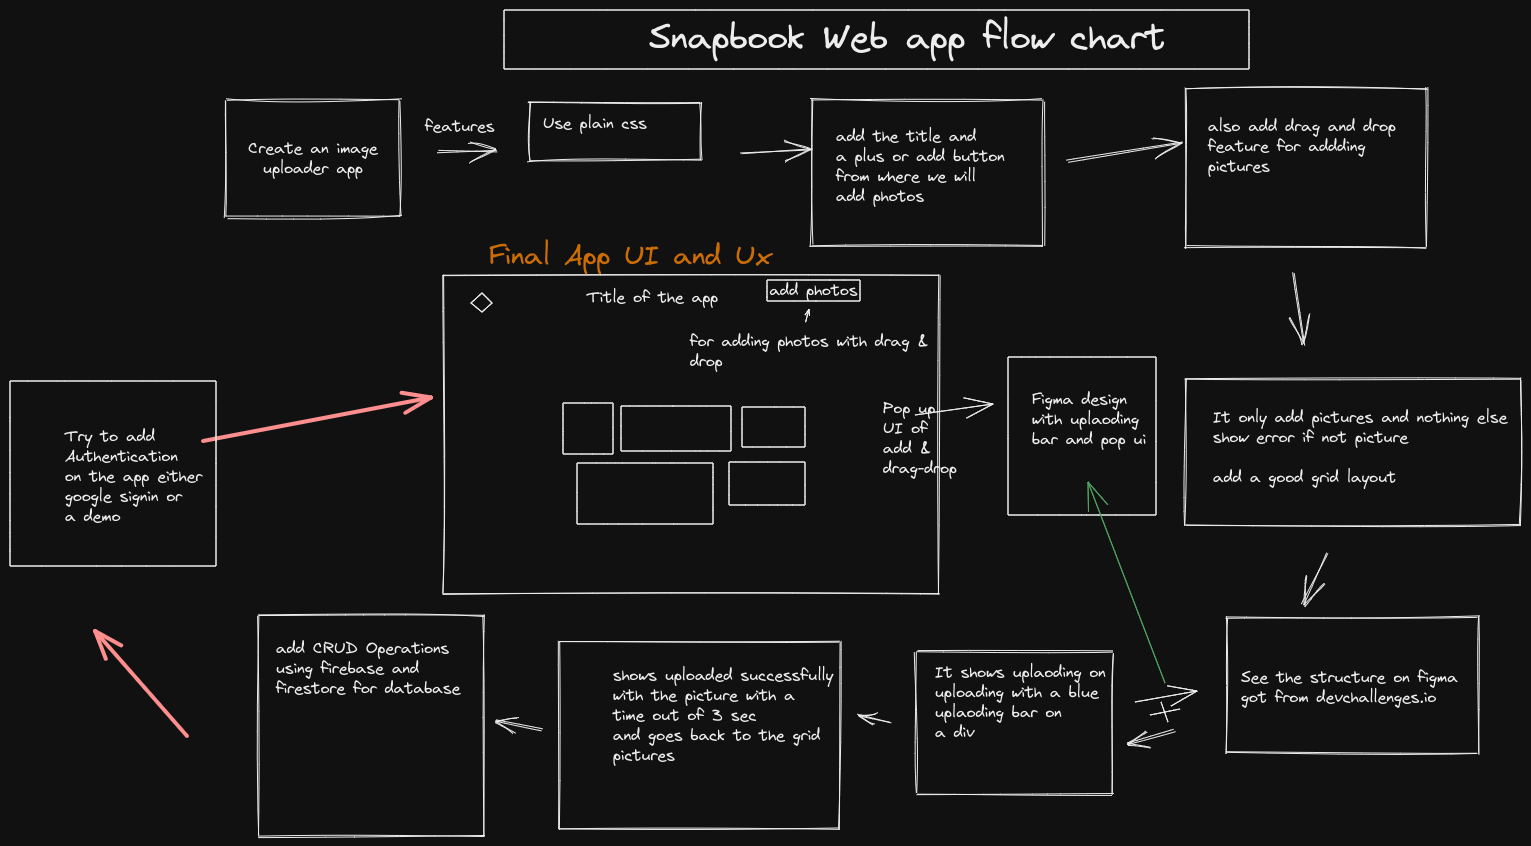 Snapbook Web app flow chart
Create an image
uploader app
features
Use plain css
add the title and
a plus or add button
from where we will
add photos
also add drag and drop
feature for addding
pictures
Final App UI and Ux
Title of the app
add photos
for adding photos with drag &
drop
Pop up
UI of
add &
drag-drop
Figma design
with uplaoding
bar and pop ui
It only add pictures and nothing else
show error if not picture
add a good grid layout
See the structure on figma
got from devchallenges.io
It shows uplaoding on
uploading with a blue
uplaoding bar on
a div
shows uploaded successfully
with the picture with a
time out of 3 sec
and goes back to the grid
pictures
add CRUD Operations
using firebase and
firestore for database
Try to add
Authentication
on the app either
google signin or
a demo